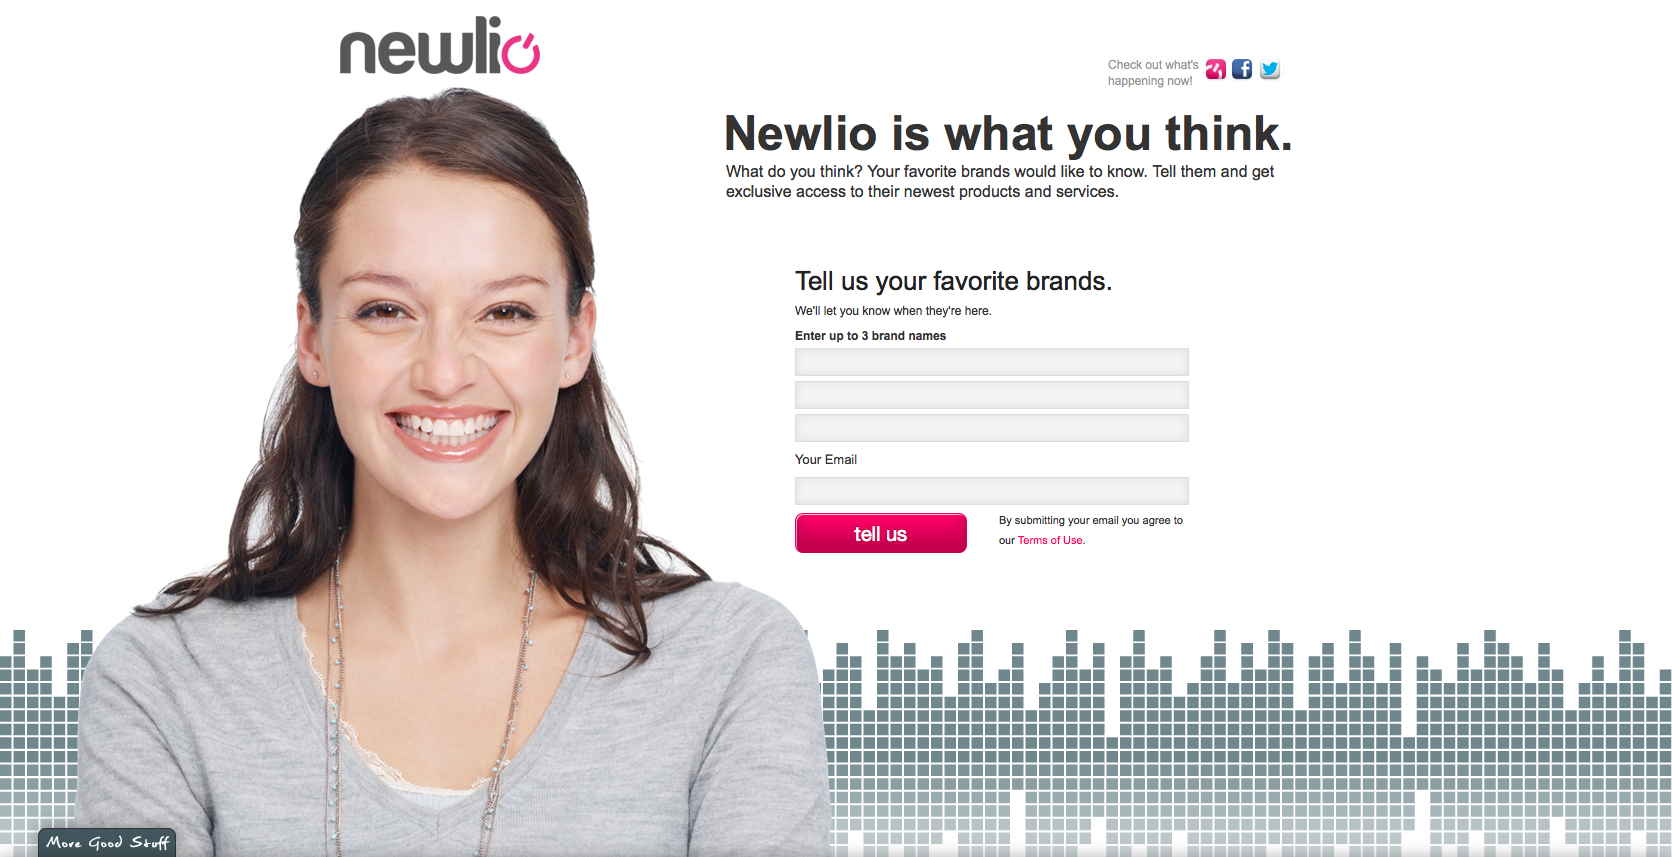 newlio
Check out what's
happening now!
Newlio is what you think.
What do you think? Your favorite brands would like to know. Tell them and get
exclusive access to their newest products and services.
Tell us your favorite brands.
We'll let you know when they're here.
Enter up to 3 brand names
Your Email
tell us
By submitting your email you agree to
our Terms of Use.
More Good Stuff